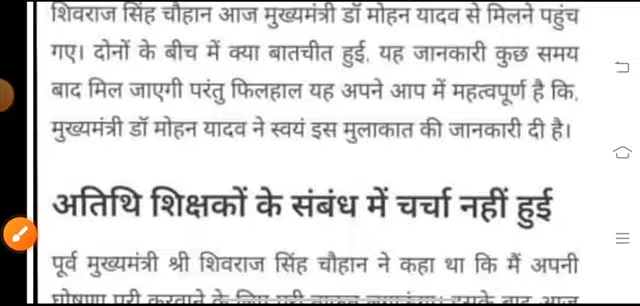 शिवराज सिंह चौहान आज मुख्यमंत्री डॉ मोहन यादव से मिलने पहुंच
गए। दोनों के बीच में क्या बातचीत हुई, यह जानकारी कुछ समय
बाद मिल जाएगी परंतु फिलहाल यह अपने आप में महत्वपूर्ण है कि,
मुख्यमंत्री डॉ मोहन यादव ने स्वयं इस मुलाकात की जानकारी दी है।
अतिथि शिक्षकों के संबंध में चर्चा नहीं हुई
पूर्व मुख्यमंत्री श्री शिवराज सिंह चौहान ने कहा था कि मैं अपनी